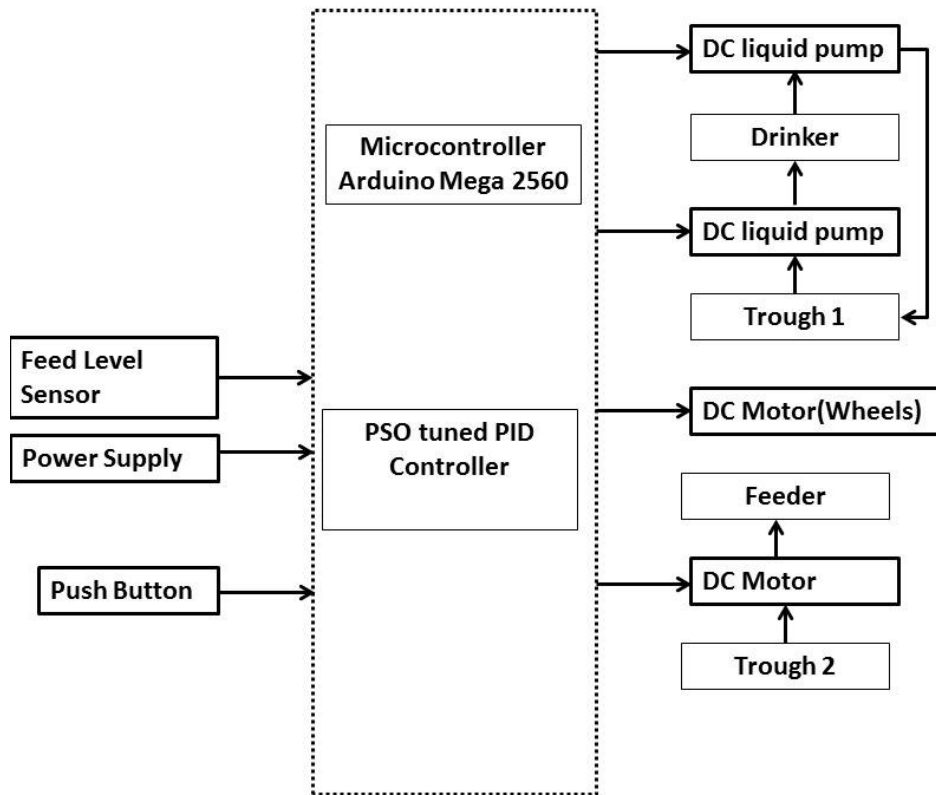 Feed Level
Sensor
Power Supply
Push Button
Microcontroller
Arduino Mega 2560
PSO tuned PID
Controller
DC liquid pump
Drinker
DC liquid pump
Trough 1
DC Motor(Wheels)
Feeder
DC Motor
Trough 2